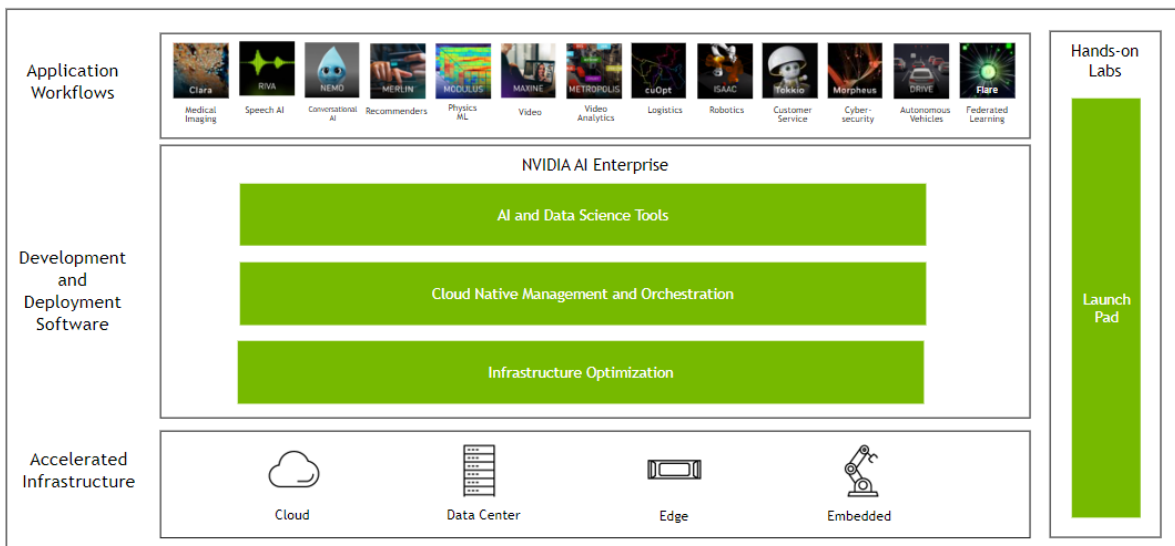 Application
Workflows
Clara
RIVA
NEMO
MERLIN
MODULUS
MAXINE
METROPOLIS
cuOpt
ISAAC
Tokkio
Morpheus
DRIVE
Flare
Medical
Imaging
Speech AI
Conversational
AI
Recommenders
Physics
ML
Video
Video
Analytics
Logistics
Robotics
Customer
Service
Cyber-
security
Autonomous
Vehicles
Federated
Learning
Development
and
Deployment
Software
NVIDIA AI Enterprise
AI and Data Science Tools
Cloud Native Management and Orchestration
Infrastructure Optimization
Accelerated
Infrastructure
Cloud
Data Center
Edge
Embedded
Hands-on
Labs
Launch
Pad